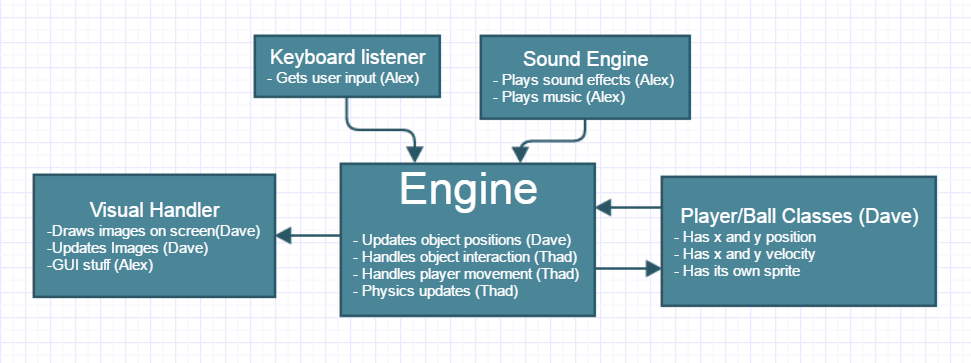 Keyboard listener
- Gets user input (Alex)
Sound Engine
- Plays sound effects (Alex)
- Plays music (Alex)
Visual Handler
-Draws images on screen(Dave)
-Updates Images (Dave)
-GUI stuff (Alex)
Engine
- Updates object positions (Dave)
- Handles object interaction (Thad)
- Handles player movement (Thad)
- Physics updates (Thad)
Player/Ball Classes (Dave)
- Has x and y position
- Has x and y velocity
- Has its own sprite